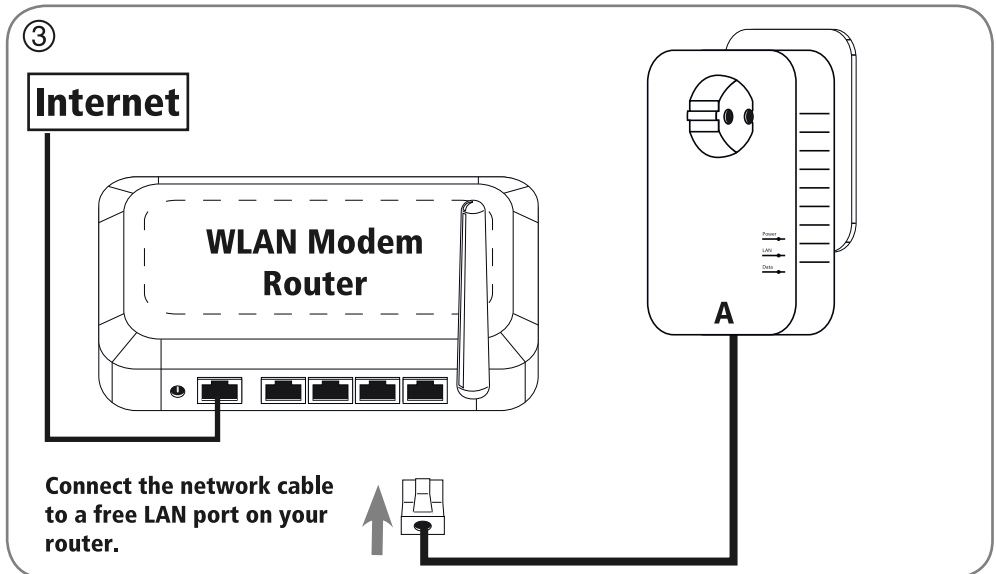 ③
Internet
WLAN Modem
Router
Power
LAN
Data
A
Connect the network cable
to a free LAN port on your
router.